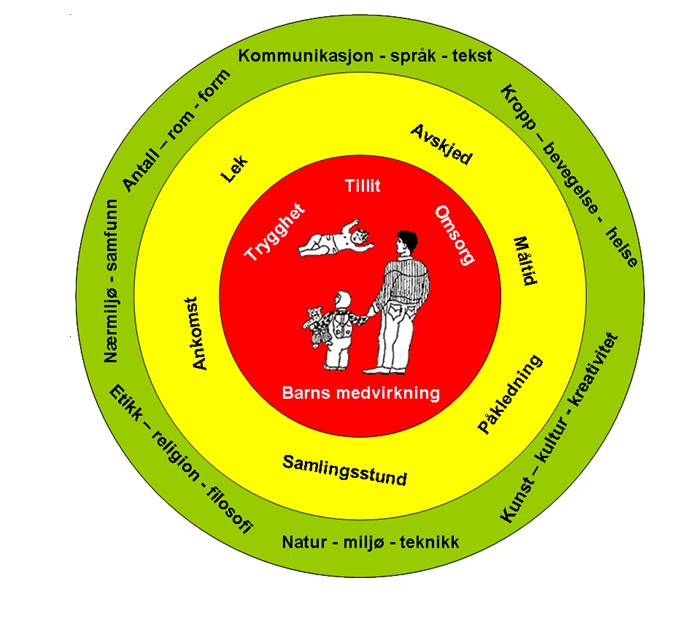 Kommunikasjon - språk - tekst
Kropp – bevegelse - helse
Kunst – kultur - kreativitet
Natur - miljø - teknikk
Etikk – religion - filosofi
Nærmiljø - samfunn
Antall – rom - form
Avskjed
Måltid
Påkledning
Samlingsstund
Ankomst
Lek
Trygghet
Tillit
Omsorg
Barns medvirkning